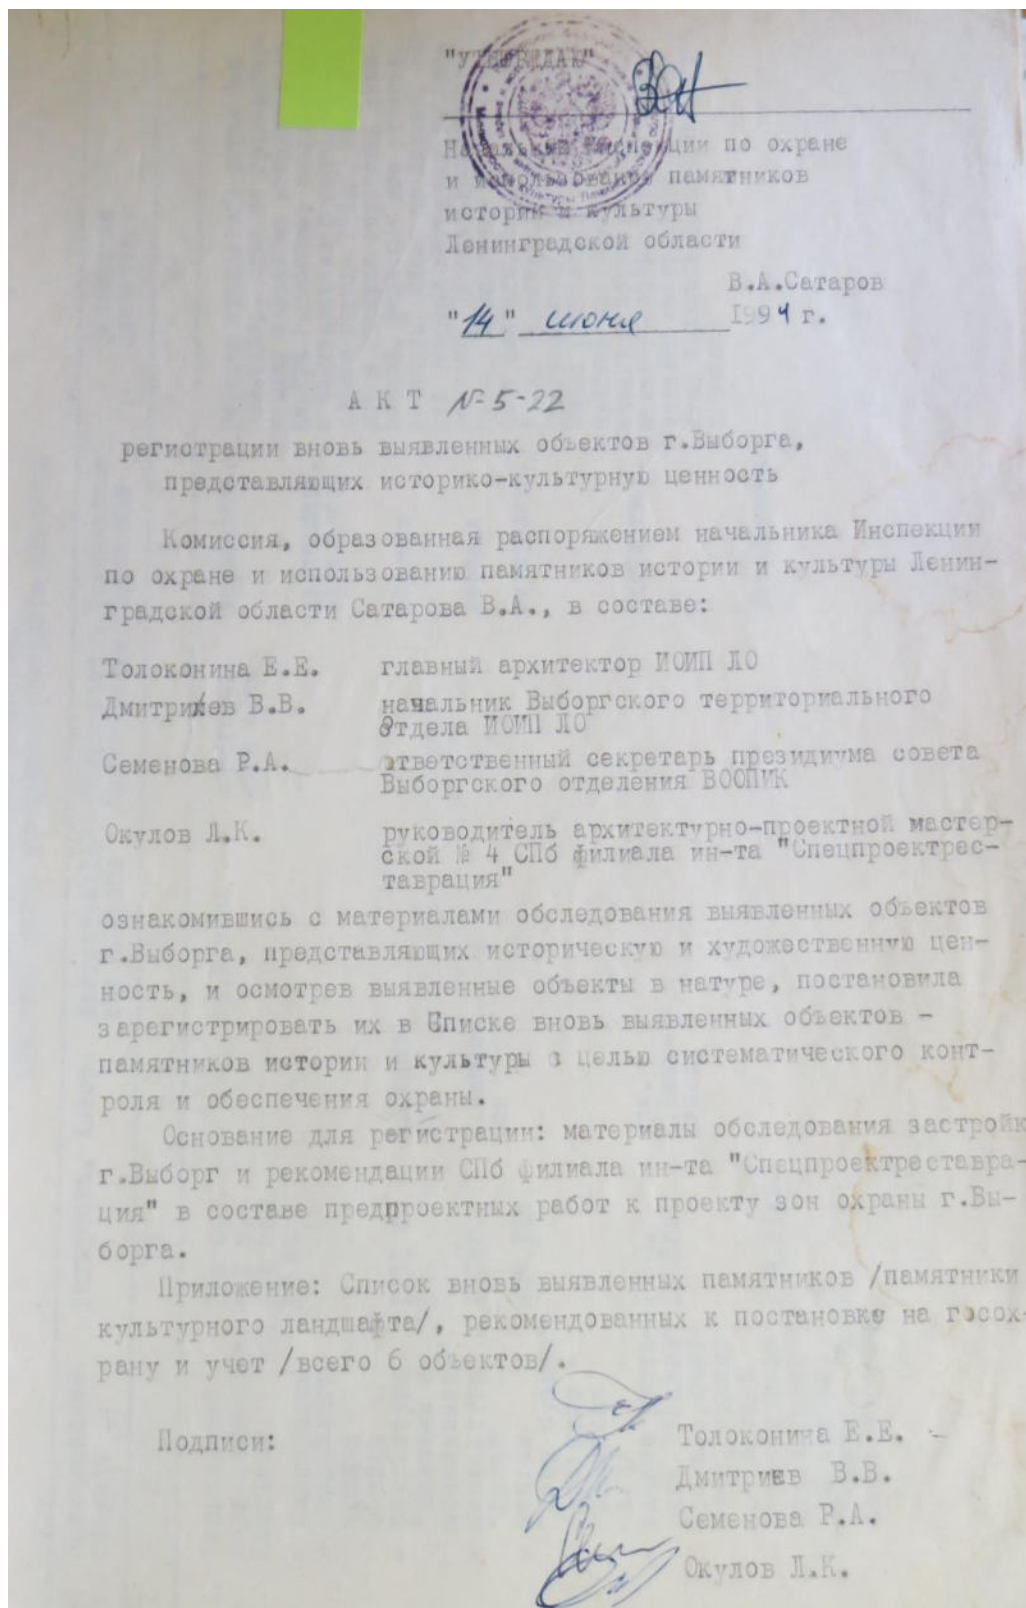 "УТВЕРЖДАЮ"
Начальник Инспекции по охране
и использованию памятников
истории и культуры
Ленинградской области
В.А.Сатаров
"14" июня 1994 г.
А К Т № 5-22
регистрации вновь выявленных объектов г.Выборга,
представляющих историко-культурную ценность
Комиссия, образованная распоряжением начальника Инспекции
по охране и использованию памятников истории и культуры Ленин-
градской области Сатарова В.А., в составе:
Толоконина Е.Е. главный архитектор ИОИП ЛО
Дмитриев В.В. начальник Выборгского территориального
отдела ИОИП ЛО
Семенова Р.А. ответственный секретарь президиума совета
Выборгского отделения ВООПИК
Окулов Л.К. руководитель архитектурно-проектной мастер-
ской № 4 СПб филиала ин-та "Спецпроектрес-
таврация"
ознакомившись с материалами обследования выявленных объектов
г.Выборга, представляющих историческую и художественную цен-
ность, и осмотрев выявленные объекты в натуре, постановила
зарегистрировать их в Списке вновь выявленных объектов -
памятников истории и культуры с целью систематического конт-
роля и обеспечения охраны.
Основание для регистрации: материалы обследования застройк
г.Выборг и рекомендации СПб филиала ин-та "Спецпроектреставра-
ция" в составе предпроектных работ к проекту зон охраны г.Вы-
борга.
Приложение: Список вновь выявленных памятников /памятники
культурного ландшафта/, рекомендованных к постановке на госох-
рану и учет /всего 6 объектов/.
Подписи:
Толоконина Е.Е.
Дмитриев В.В.
Семенова Р.А.
Окулов Л.К.